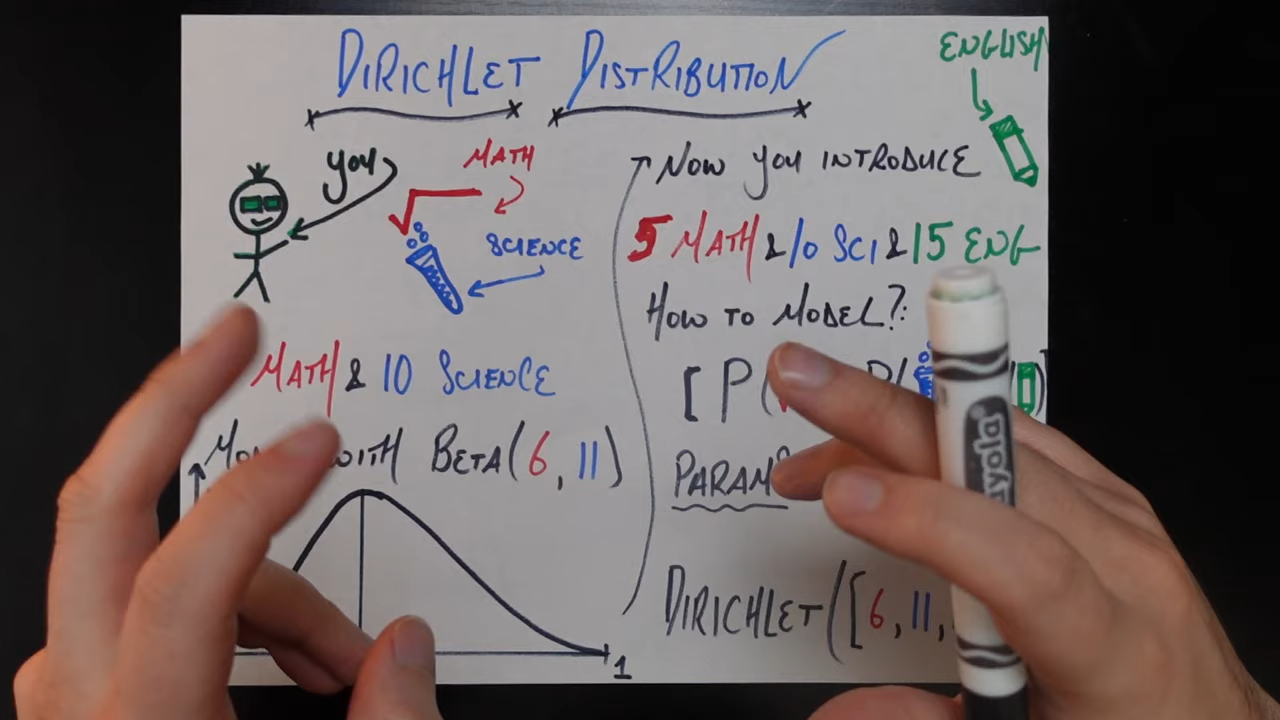 DIRICHLET DISTRIBUTION
ENGLISH
you
MATH
SCIENCE
MATH & 10 SCIENCE
WITH BETA(6, 11)
1
NOW YOU INTRODUCE
5 MATH & 10 SCI & 15 ENG
HOW TO MODEL?:
[P(
PARAM
DIRICHLET([6, 11,